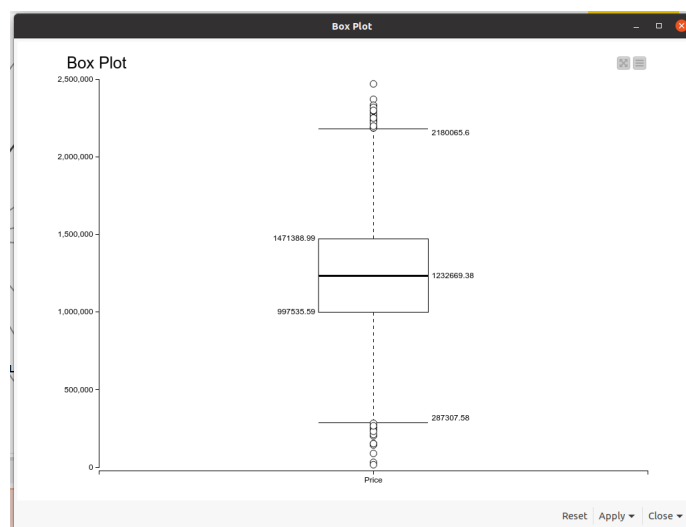 Box Plot
Box Plot
2,500,000
2,000,000
1,500,000
1,000,000
500,000
0
2180065.6
1471388.99
1232669.38
997535.59
287307.58
Price
Reset Apply Close